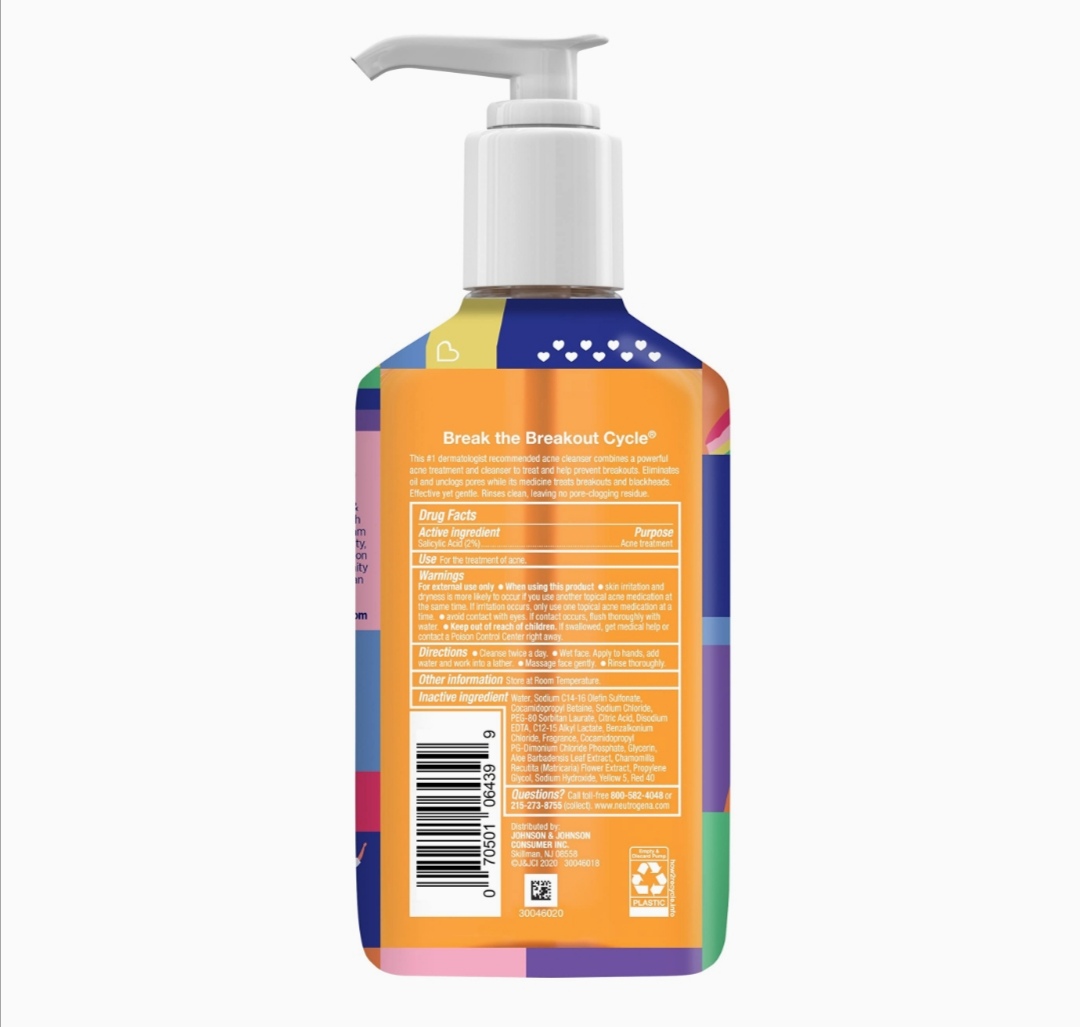 Break the Breakout Cycle®
This #1 dermatologist recommended acne cleanser combines a powerful
acne treatment and cleanser to treat and help prevent breakouts. Eliminates
oil and unclogs pores while its medicine treats breakouts and blackheads.
Effective yet gentle. Rinses clean, leaving no pore-clogging residue.
Drug Facts
Active ingredient Purpose
Salicylic Acid (2%) Acne treatment
Use For the treatment of acne.
Warnings
For external use only ● When using this product ● skin irritation and
dryness is more likely to occur if you use another topical acne medication at
the same time. If irritation occurs, only use one topical acne medication at a
time. ● avoid contact with eyes. If contact occurs, flush thoroughly with
water. ● Keep out of reach of children. If swallowed, get medical help or
contact a Poison Control Center right away.
Directions ● Cleanse twice a day. ● Wet face. Apply to hands, add
water and work into a lather. ● Massage face gently. ● Rinse thoroughly.
Other information Store at Room Temperature.
Inactive ingredient Water, Sodium C14-16 Olefin Sulfonate,
Cocamidopropyl Betaine, Sodium Chloride,
PEG-80 Sorbitan Laurate, Citric Acid, Disodium
EDTA, C12-15 Alkyl Lactate, Benzalkonium
Chloride, Fragrance, Cocamidopropyl
PG-Dimonium Chloride Phosphate, Glycerin,
Aloe Barbadensis Leaf Extract, Chamomilla
Recutita (Matricaria) Flower Extract, Propylene
Glycol, Sodium Hydroxide, Yellow 5, Red 40
Questions? Call toll-free 800-582-4048 or
215-273-8755 (collect). www.neutrogena.com
Distributed by:
JOHNSON & JOHNSON
CONSUMER INC.
Skillman, NJ 08558
©J&JCI 2020 30046018
30046020
0 70501 06439 9
Empty &
Discard Pump
PLASTIC
how2recycle.info